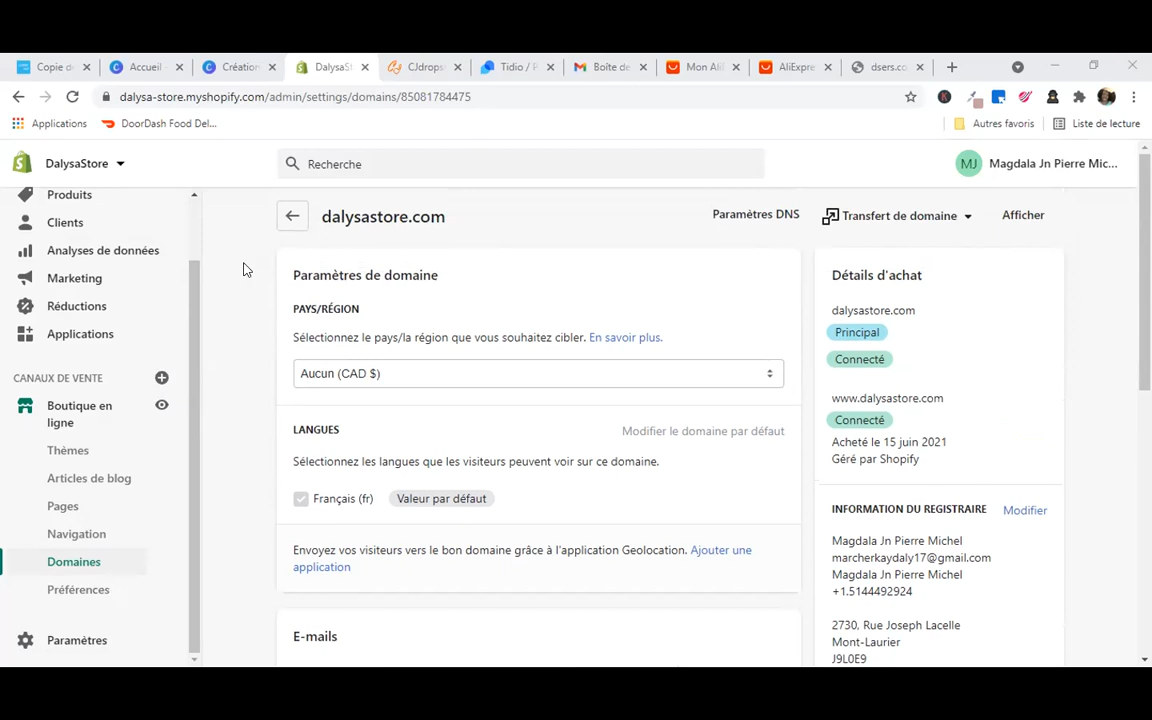 Copie d
Accueil -
Création
DalysaSt
CJdrops
Tidio / P
Boîte de
Mon Ali
AliExpre
dsers.co
dalysa-store.myshopify.com/admin/settings/domains/85081784475
Applications
DoorDash Food Del...
Autres favoris
Liste de lecture
DalysaStore
Recherche
MJ
Magdala Jn Pierre Mic...
Produits
Clients
Analyses de données
Marketing
Réductions
Applications
CANAUX DE VENTE
Boutique en
ligne
Thèmes
Articles de blog
Pages
Navigation
Domaines
Préférences
Paramètres
dalysastore.com
Paramètres DNS
Transfert de domaine
Afficher
Paramètres de domaine
PAYS/RÉGION
Sélectionnez le pays/la région que vous souhaitez cibler. En savoir plus.
Aucun (CAD $)
LANGUES
Modifier le domaine par défaut
Sélectionnez les langues que les visiteurs peuvent voir sur ce domaine.
Français (fr)
Valeur par défaut
Envoyez vos visiteurs vers le bon domaine grâce à l'application Geolocation. Ajouter une
application
E-mails
Détails d'achat
dalysastore.com
Principal
Connecté
www.dalysastore.com
Connecté
Acheté le 15 juin 2021
Géré par Shopify
INFORMATION DU REGISTRAIRE
Modifier
Magdala Jn Pierre Michel
marcherkaydaly17@gmail.com
Magdala Jn Pierre Michel
+1.5144492924
2730, Rue Joseph Lacelle
Mont-Laurier
J9L0E9